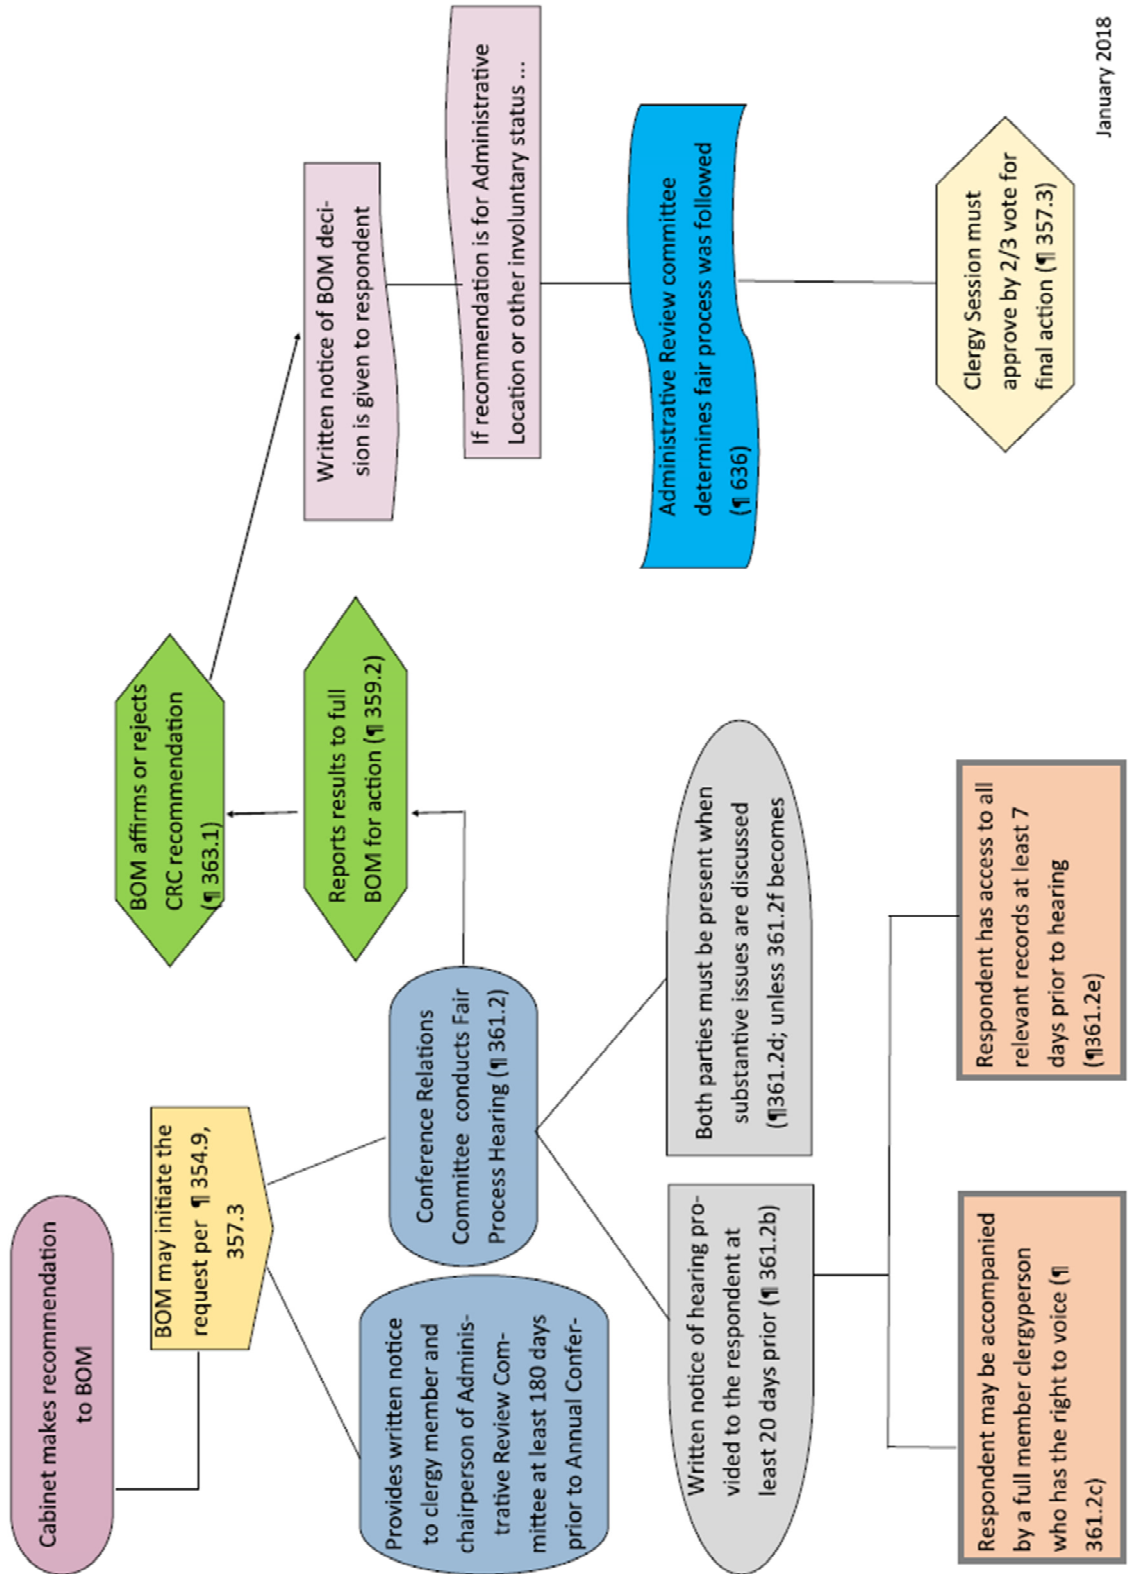 Cabinet makes recommendation
to BOM
BOM may initiate the
request per ¶ 354.9,
357.3
Provides written notice
to clergy member and
chairperson of Adminis-
trative Review Com-
mittee at least 180 days
prior to Annual Confer-
Conference Relations
Committee conducts Fair
Process Hearing (¶ 361.2)
Written notice of hearing pro-
vided to the respondent at
least 20 days prior (¶ 361.2b)
Both parties must be present when
substantive issues are discussed
(¶361.2d; unless 361.2f becomes
Respondent may be accompanied
by a full member clergyperson
who has the right to voice (¶
361.2c)
Respondent has access to all
relevant records at least 7
days prior to hearing
(¶361.2e)
Reports results to full
BOM for action (¶ 359.2)
BOM affirms or rejects
CRC recommendation
(¶ 363.1)
Written notice of BOM deci-
sion is given to respondent
If recommendation is for Administrative
Location or other involuntary status ...
Administrative Review committee
determines fair process was followed
(¶ 636)
Clergy Session must
approve by 2/3 vote for
final action (¶ 357.3)
January 2018